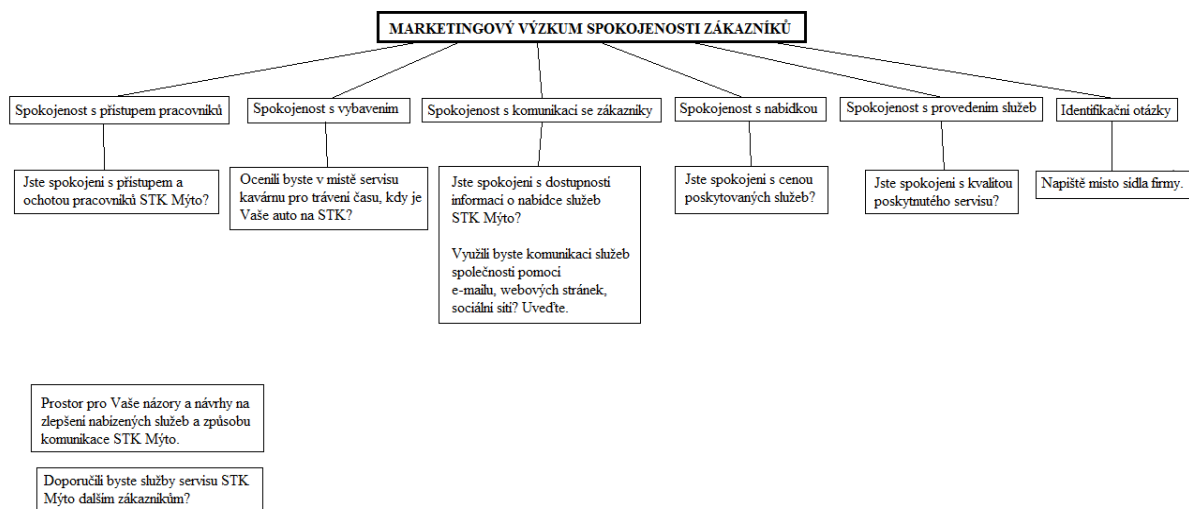 MARKETINGOVÝ VÝZKUM SPOKOJENOSTI ZÁKAZNÍKŮ
Spokojenost s přístupem pracovníků
Spokojenost s vybavením
Spokojenost s komunikací se zákazníky
Spokojenost s nabídkou
Spokojenost s provedením služeb
Identifikační otázky
Jste spokojeni s přístupem a
ochotou pracovníků STK Mýto?
Ocenili byste v místě servisu
kavárnu pro trávení času, kdy je
Vaše auto na STK?
Jste spokojeni s dostupností
informací o nabídce služeb
STK Mýto?
Využili byste komunikaci služeb
společnosti pomocí
e-mailu, webových stránek,
sociální sítí? Uveďte.
Jste spokojeni s cenou
poskytovaných služeb?
Jste spokojeni s kvalitou
poskytnutého servisu?
Napiště místo sídla firmy.
Prostor pro Vaše názory a návrhy na
zlepšení nabízených služeb a způsobu
komunikace STK Mýto.
Doporučili byste služby servisu STK
Mýto dalším zákazníkům?